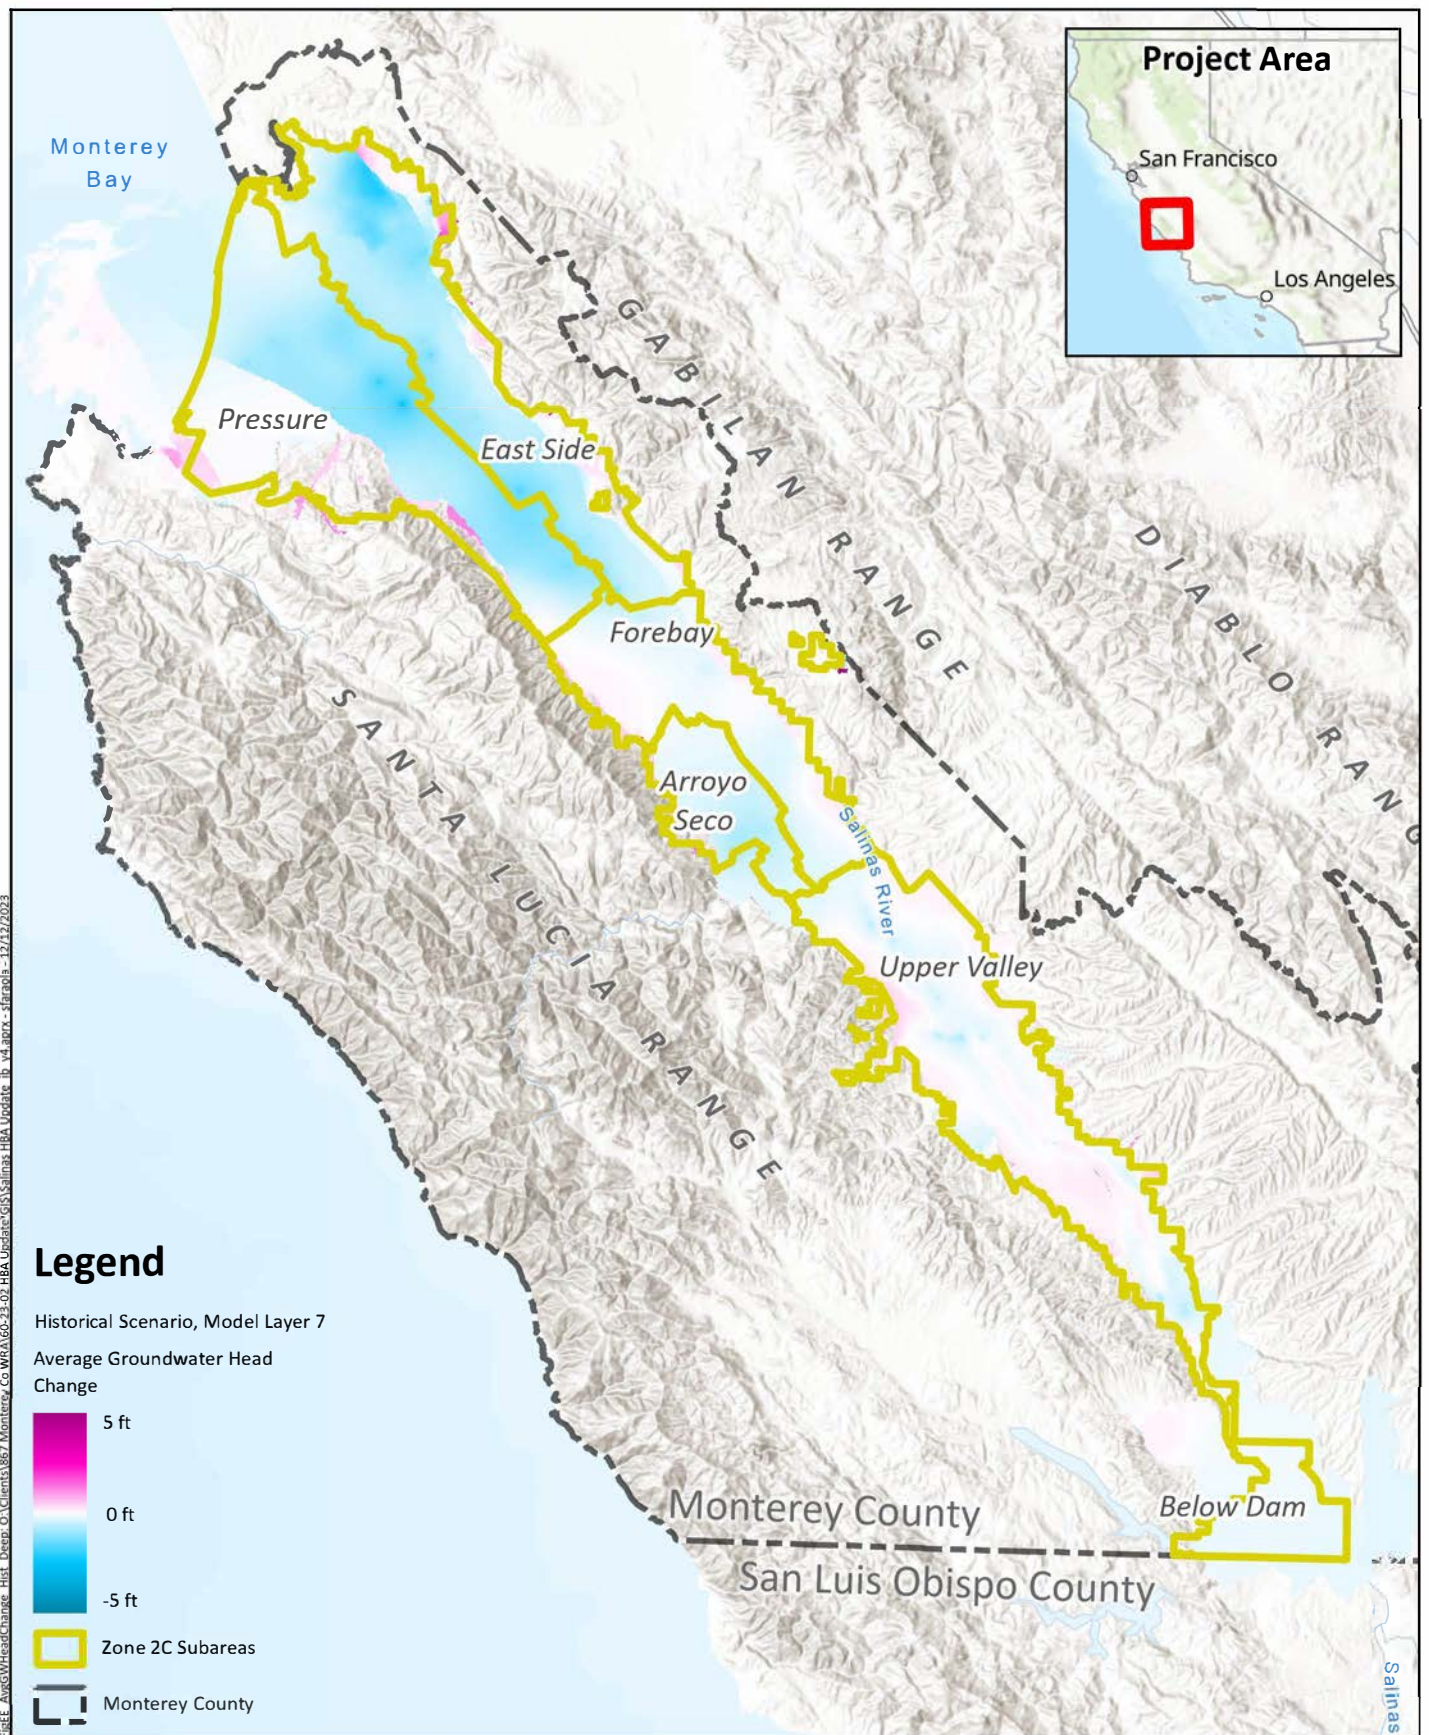 Project Area
San Francisco
Los Angeles
Monterey
Bay
GABILAN RANGE
DIABLO RANG
Pressure
East Side
Forebay
Arroyo
Seco
Salinas River
SANTA LUCIA RANGE
Upper Valley
Below Dam
Monterey County
San Luis Obispo County
Salinas
Legend
Historical Scenario, Model Layer 7
Average Groundwater Head
Change
5 ft
0 ft
-5 ft
Zone 2C Subareas
Monterey County